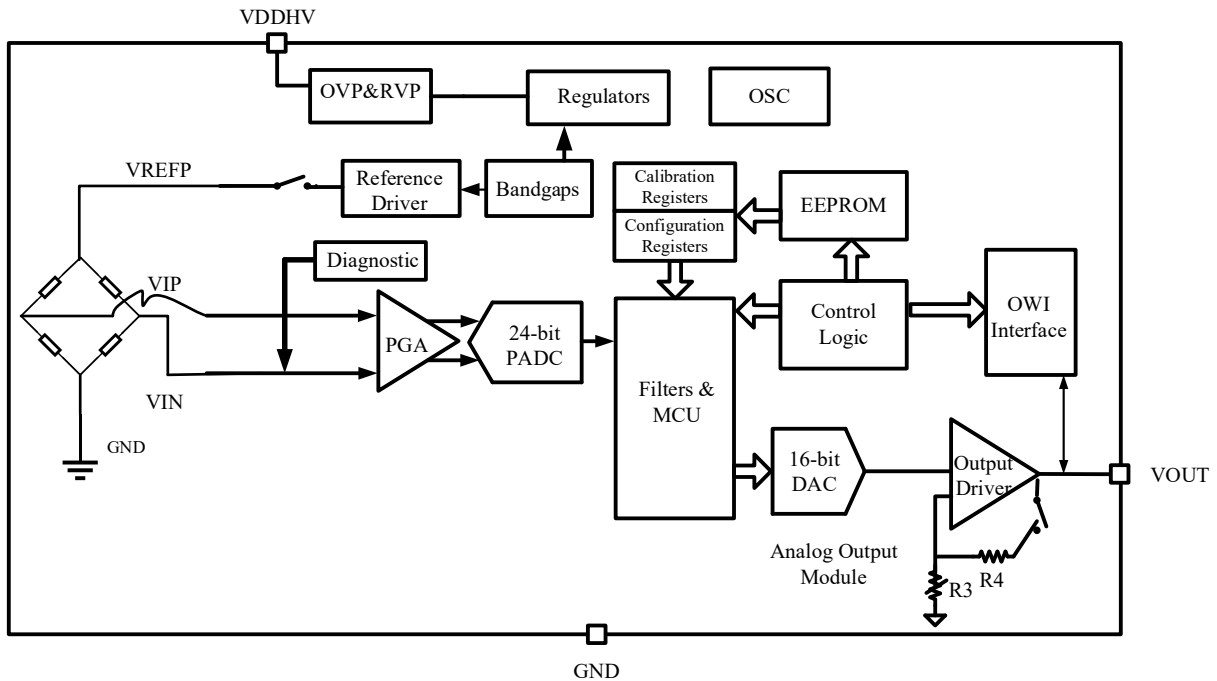 VDDHV
OVP&RVP
Regulators
OSC
VREFP
Reference
Driver
Bandgaps
Calibration
Registers
Configuration
Registers
EEPROM
Diagnostic
VIP
VIN
GND
PGA
24-bit
PADC
Filters &
MCU
Control
Logic
OWI
Interface
16-bit
DAC
Output
Driver
VOUT
Analog Output
Module
R4
R3
GND